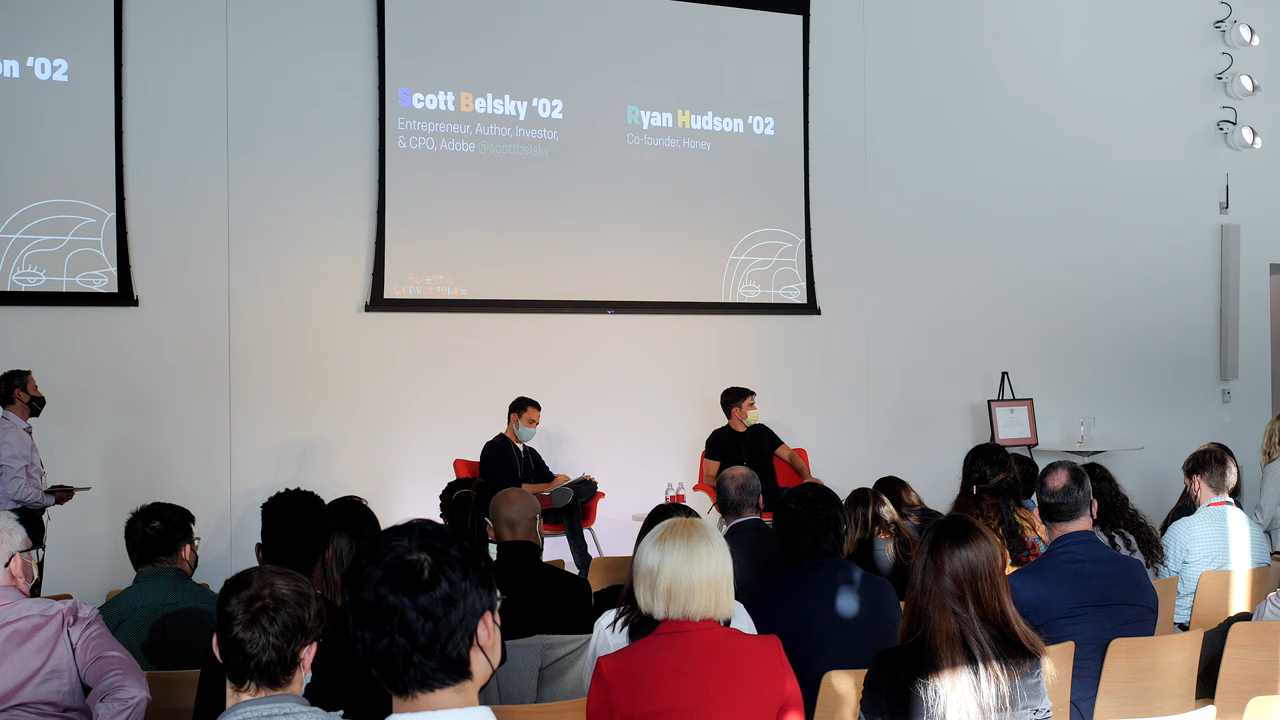 on '02
Scott Belsky '02
Entrepreneur, Author, Investor,
& CPO, Adobe @scottbelsky
Ryan Hudson '02
Co-founder, Honey